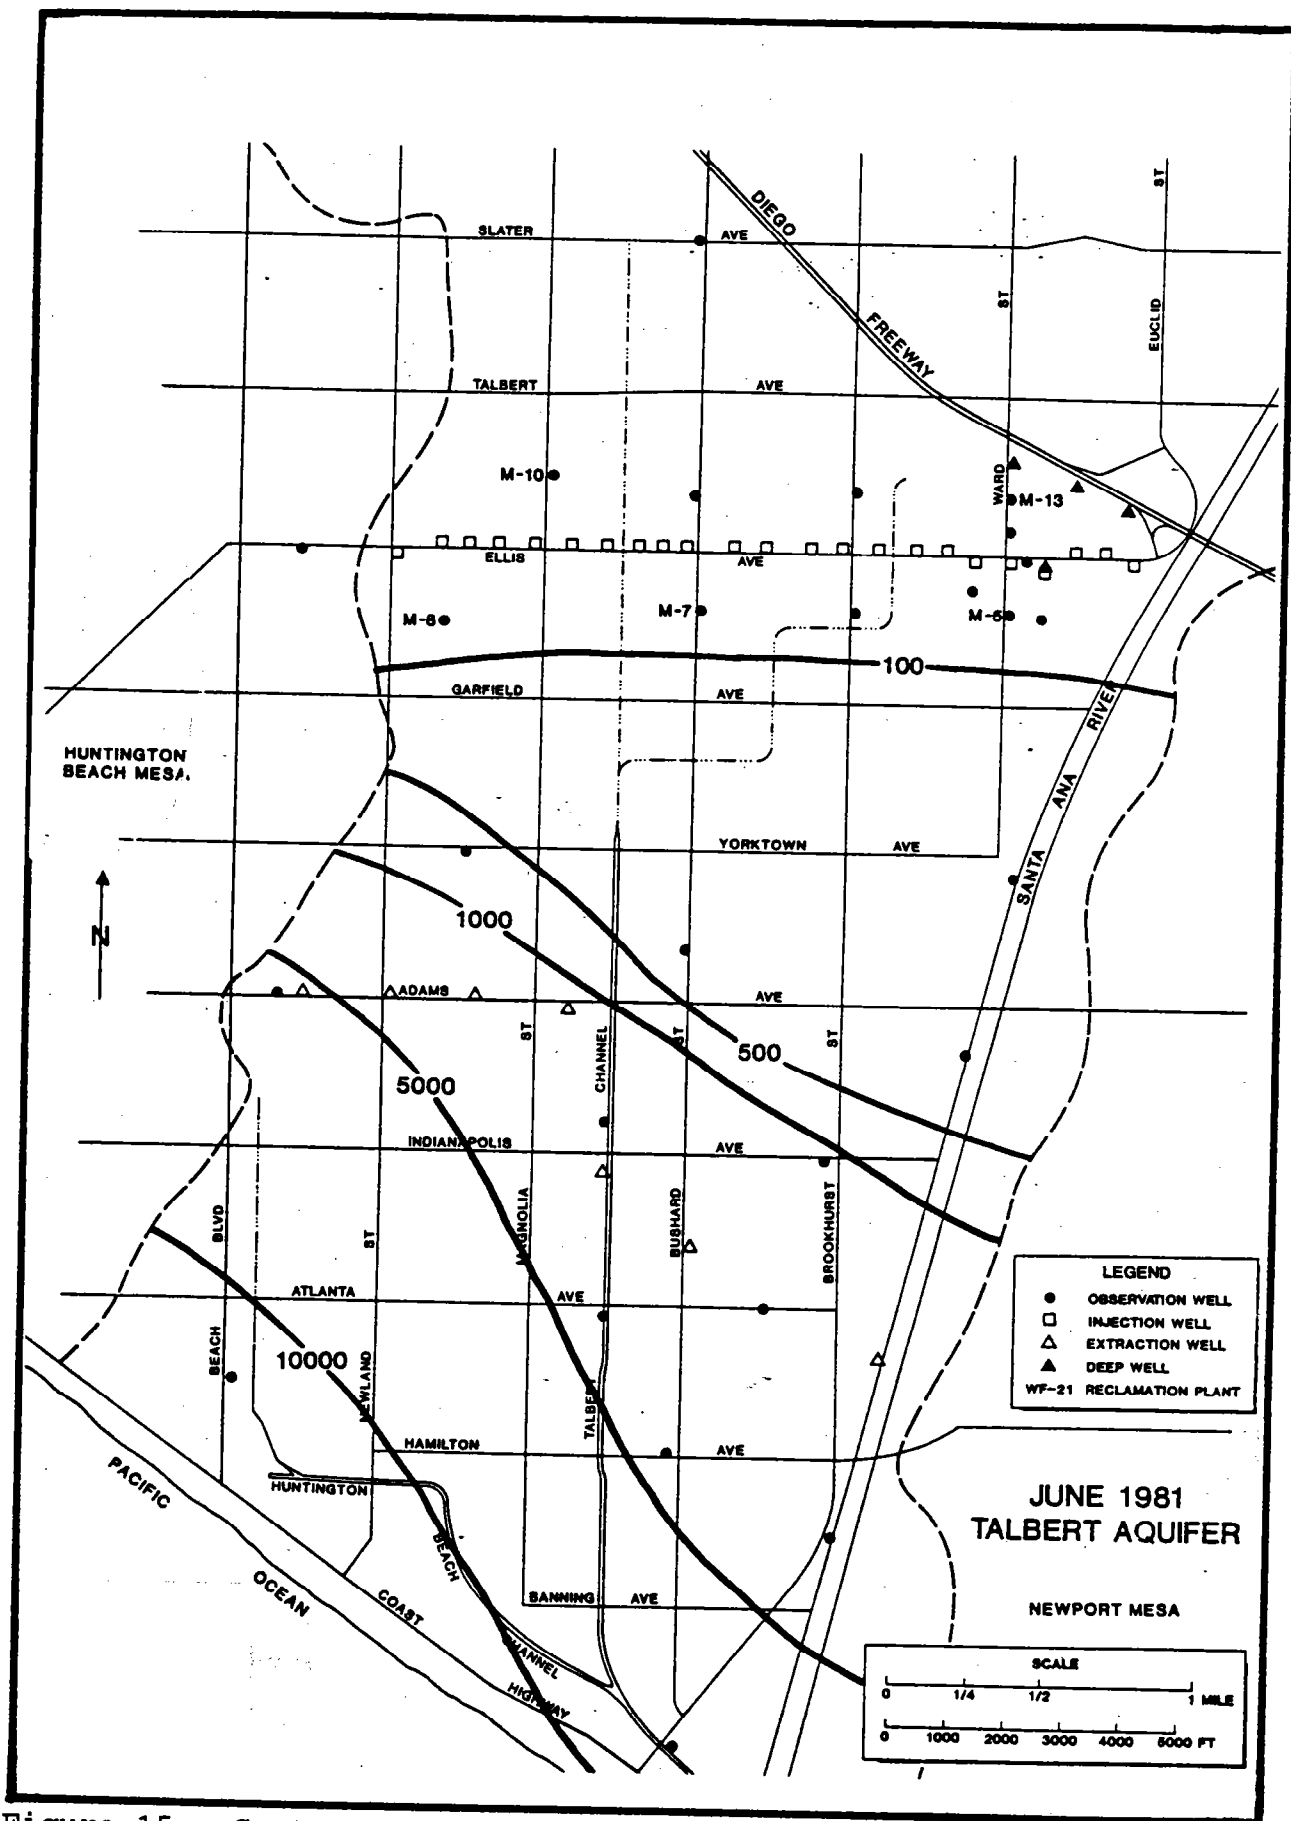 DIEGO
FREEWAY
SLATER AVE
ST
ST
EUCLID
TALBERT AVE
M-10
WARD
M-13
ELLIS AVE
M-8
M-7
M-6
100
GARFIELD AVE
RIVER
HUNTINGTON
BEACH MESA
ANA
SANTA
YORKTOWN AVE
N
1000
ADAMS AVE
ST
CHANNEL
ST
500
ST
5000
INDIANAPOLIS AVE
BLVD
ST
MAGNOLIA
BUSHARD
BROOKHURST
ATLANTA AVE
BEACH
10000
NEWLAND
TALBERT
HAMILTON AVE
HUNTINGTON
BEACH
CHANNEL
PACIFIC
OCEAN
COAST
HIGHWAY
BANNING AVE
LEGEND
OBSERVATION WELL
INJECTION WELL
EXTRACTION WELL
DEEP WELL
WF-21 RECLAMATION PLANT
JUNE 1981
TALBERT AQUIFER
NEWPORT MESA
SCALE
0 1/4 1/2 1 MILE
0 1000 2000 3000 4000 5000 FT
Figure 15